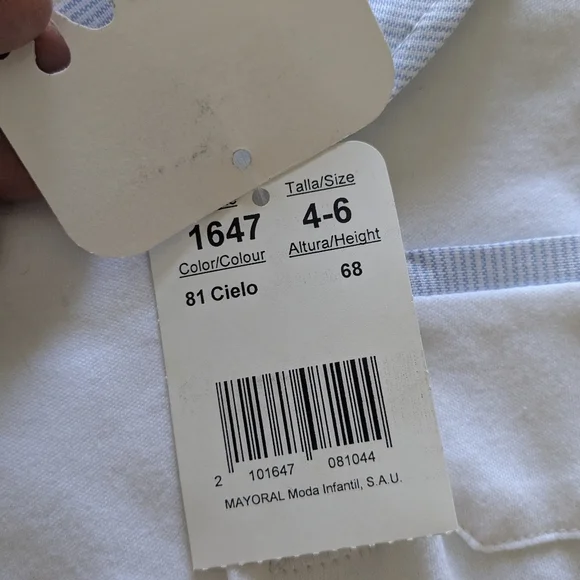 Talla/Size
1647 4-6
Color/Colour Altura/Height
81 Cielo 68
2 101647 081044
MAYORAL Moda Infantil, S.A.U.